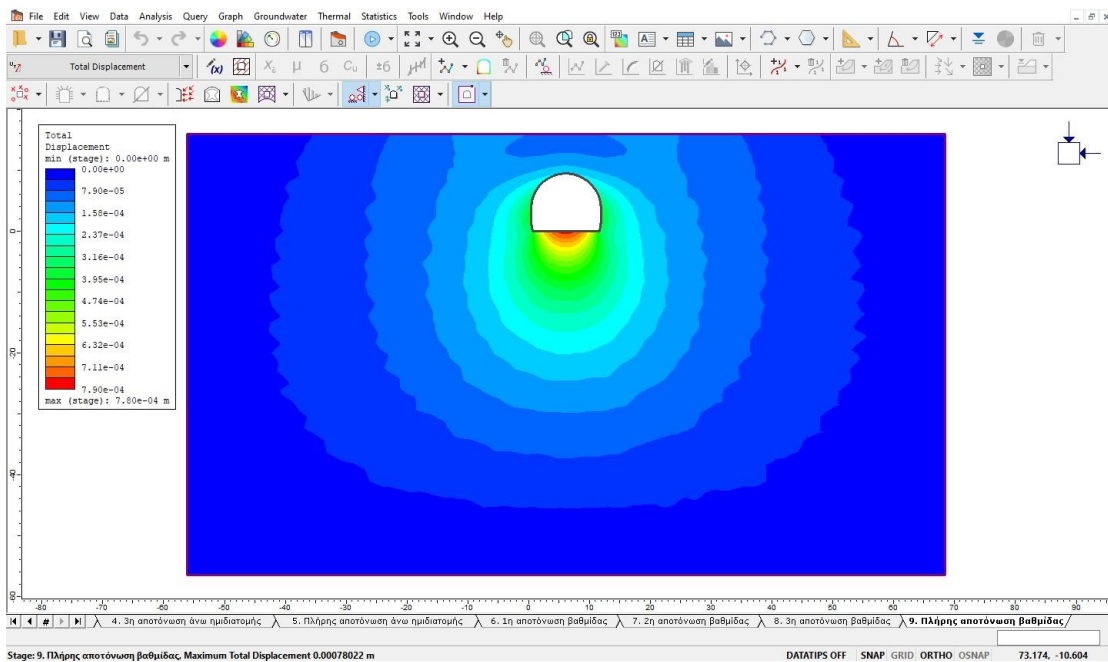 File Edit View Data Analysis Query Graph Groundwater Thermal Statistics Tools Window Help
Total Displacement
Total
Displacement
min (stage): 0.00e+00 m
0.00e+00
7.90e-05
1.58e-04
2.37e-04
3.16e-04
3.95e-04
4.74e-04
5.53e-04
6.32e-04
7.11e-04
7.90e-04
max (stage): 7.80e-04 m
0
-20
-40
-60
-80 -70 -60 -50 -40 -30 -20 -10 0 10 20 30 40 50 60 70 80 90
4. 3η αποτόνωση άνω ημιδιατομής 5. Πλήρης αποτόνωση άνω ημιδιατομής 6. 1η αποτόνωση βαθμίδας 7. 2η αποτόνωση βαθμίδας 8. 3η αποτόνωση βαθμίδας 9. Πλήρης αποτόνωση βαθμίδας
Stage: 9. Πλήρης αποτόνωση βαθμίδας, Maximum Total Displacement 0.00078022 m DATATIPS OFF SNAP GRID ORTHO OSNAP 73.174, -10.604